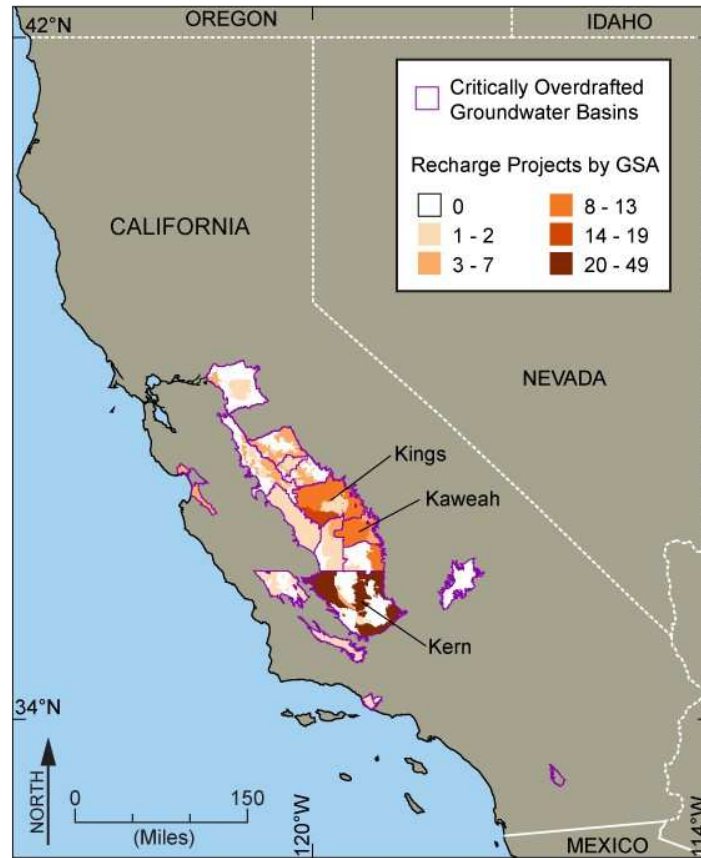 OREGON
IDAHO
42°N
Critically Overdrafted
Groundwater Basins
Recharge Projects by GSA
0
8 - 13
1 - 2
14 - 19
3 - 7
20 - 49
CALIFORNIA
NEVADA
Kings
Kaweah
Kern
34°N
NORTH
0
150
(Miles)
120°W
MEXICO
114°W